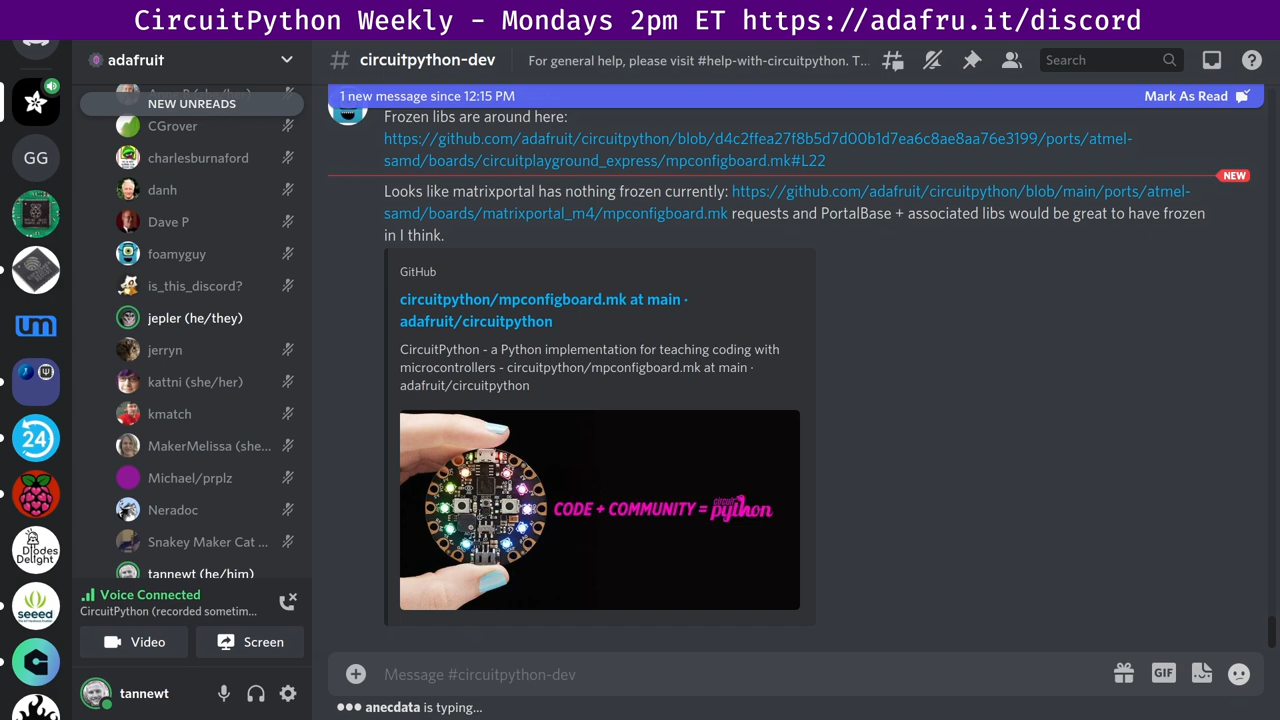 CircuitPython Weekly - Mondays 2pm ET https://adafru.it/discord
adafruit
circuitpython-dev
For general help, please visit #help-with-circuitpython. T...
Search
NEW UNREADS
CGrover
GG
charlesburnaford
danh
Dave P
foamyguy
is_this_discord?
jepler (he/they)
jerryn
kattni (she/her)
kmatch
24
MakerMelissa (she...
Michael/prplz
Neradoc
Snakey Maker Cat ...
tannewt (he/him)
DIodes
Delight
seeed
Voice Connected
CircuitPython (recorded sometim...
Video
Screen
tannewt
1 new message since 12:15 PM
Mark As Read
Frozen libs are around here:
https://github.com/adafruit/circuitpython/blob/d4c2ffea27f8b5d7d00b1d7ea6c8ae8aa76e3199/ports/atmel-
samd/boards/circuitplayground_express/mpconfigboard.mk#L22
NEW
Looks like matrixportal has nothing frozen currently: https://github.com/adafruit/circuitpython/blob/main/ports/atmel-
samd/boards/matrixportal_m4/mpconfigboard.mk requests and PortalBase + associated libs would be great to have frozen
in I think.
GitHub
circuitpython/mpconfigboard.mk at main ·
adafruit/circuitpython
CircuitPython - a Python implementation for teaching coding with
microcontrollers - circuitpython/mpconfigboard.mk at main ·
adafruit/circuitpython
CODE + COMMUNITY = circuit python
Message #circuitpython-dev
GIF
anecdata is typing...